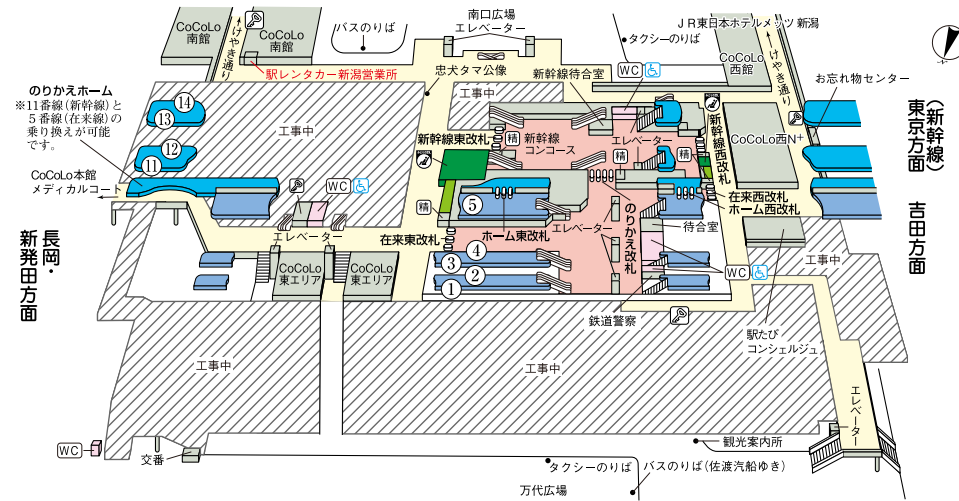 CoCoLo
南館
けやき通り
CoCoLo
南館
バスのりば
南口広場
エレベーター
タクシーのりば
JR東日本ホテルメッツ 新潟
CoCoLo
西館
けやき通り
駅レンタカー新潟営業所
忠犬タマ公像
新幹線待合室
WC
お忘れ物センター
のりかえホーム
※11番線(新幹線)と
5番線(在来線)の
乗り換えが可能
です。
14
13
12
11
工事中
工事中
新幹線東改札
精
新幹線
コンコース
エレベーター
精
精
新幹線西改札
CoCoLo西N+
(新幹線)
東京方面
CoCoLo本館
メディカルコート
WC
精
5
ホーム東改札
エレベーター
のりかえ改札
在来西改札
ホーム西改札
待合室
吉田方面
長岡・
新発田方面
エレベーター
在来東改札
4
3
2
1
CoCoLo
東エリア
CoCoLo
東エリア
WC
工事中
鉄道警察
駅たび
コンシェルジュ
工事中
工事中
エレベーター
WC
交番
観光案内所
タクシーのりば
バスのりば(佐渡汽船ゆき)
万代広場